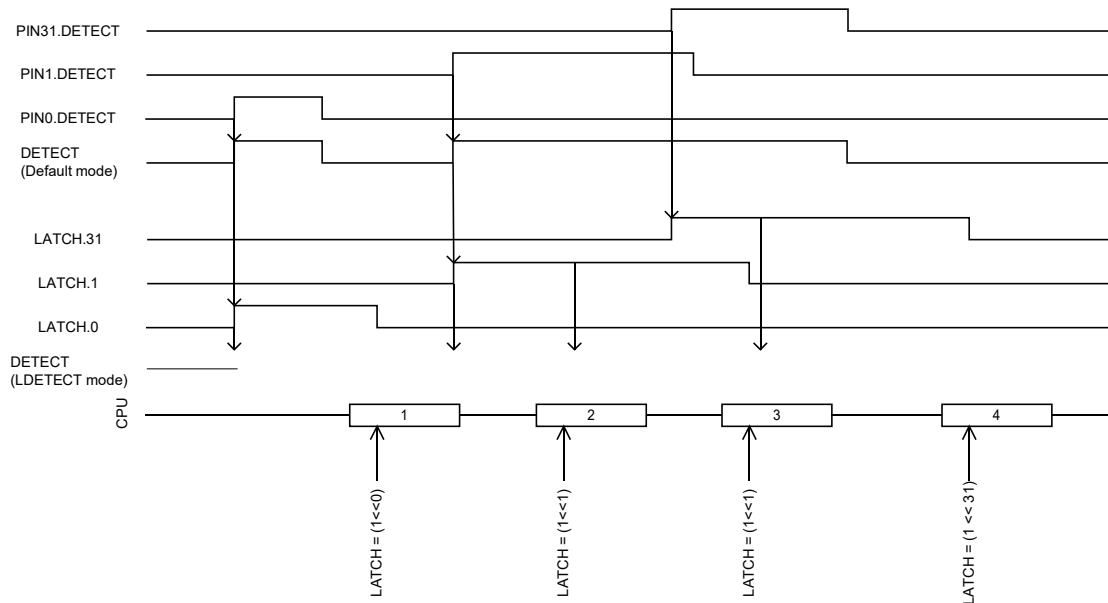 PIN31.DETECT
PIN1.DETECT
PIN0.DETECT
DETECT
(Default mode)
LATCH.31
LATCH.1
LATCH.0
DETECT
(LDETECT mode)
CPU
1
2
3
4
LATCH = (1<<0)
LATCH = (1<<1)
LATCH = (1<<1)
LATCH = (1 << 31)